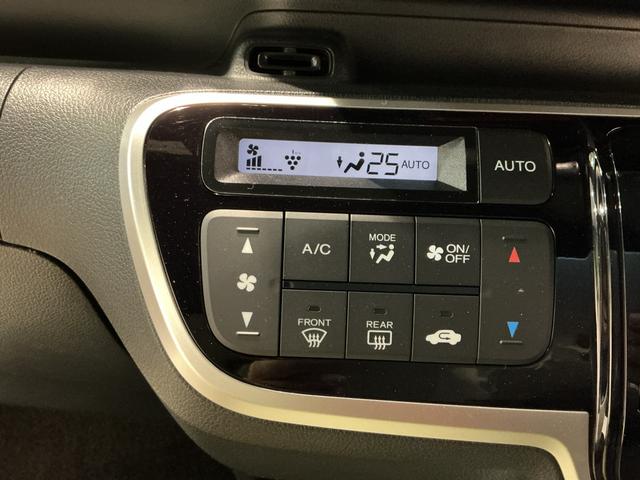 25 AUTO
AUTO
A/C
MODE
ON/
OFF
FRONT
REAR